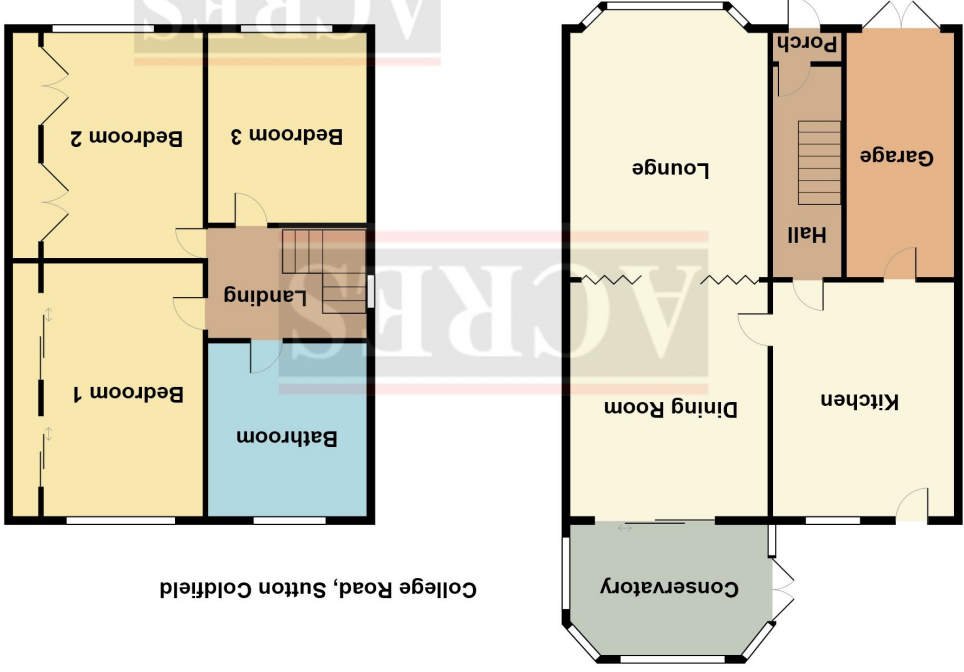 College Road, Sutton Coldfield
Conservatory
Kitchen
Dining Room
Hall
Lounge
Garage
Porch
Bathroom
Bedroom 1
Landing
Bedroom 3
Bedroom 2
ACRES
ACRES